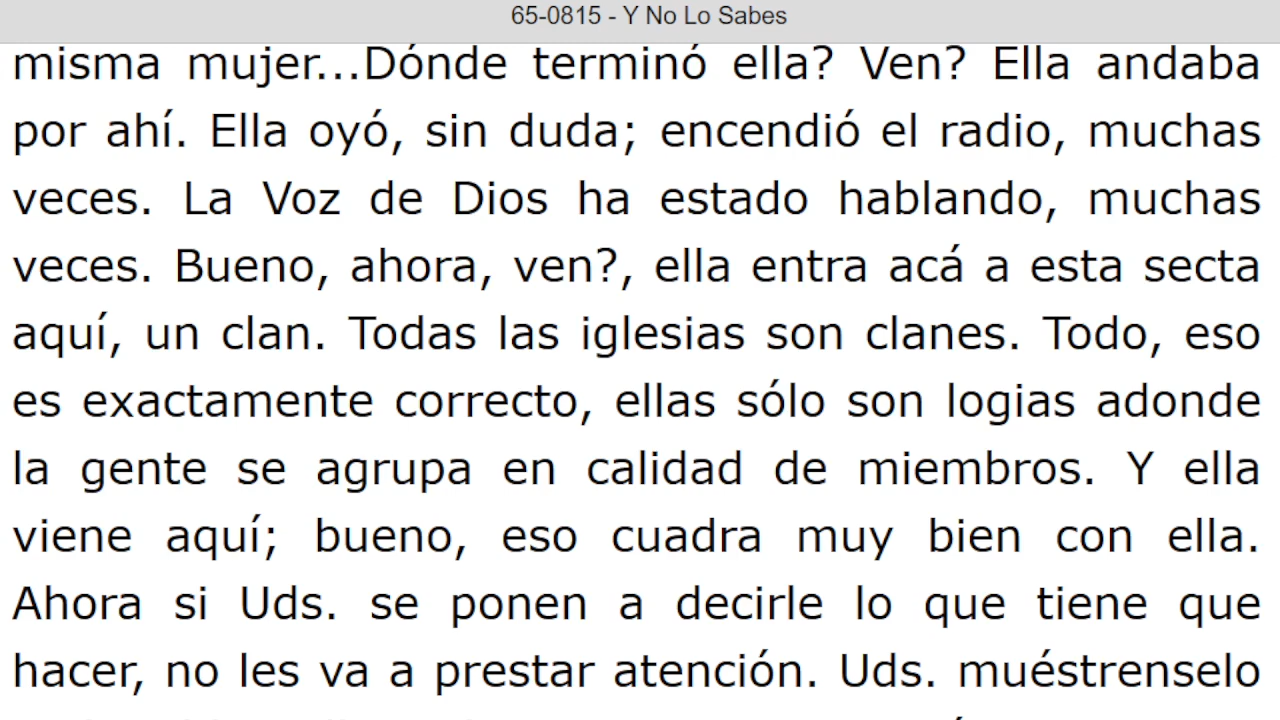 65-0815 - Y No Lo Sabes
misma mujer...Dónde terminó ella? Ven? Ella andaba
por ahí. Ella oyó, sin duda; encendió el radio, muchas
veces. La Voz de Dios ha estado hablando, muchas
veces. Bueno, ahora, ven?, ella entra acá a esta secta
aquí, un clan. Todas las iglesias son clanes. Todo, eso
es exactamente correcto, ellas sólo son logias adonde
la gente se agrupa en calidad de miembros. Y ella
viene aquí; bueno, eso cuadra muy bien con ella.
Ahora si Uds. se ponen a decirle lo que tiene que
hacer, no les va a prestar atención. Uds. muéstrenselo